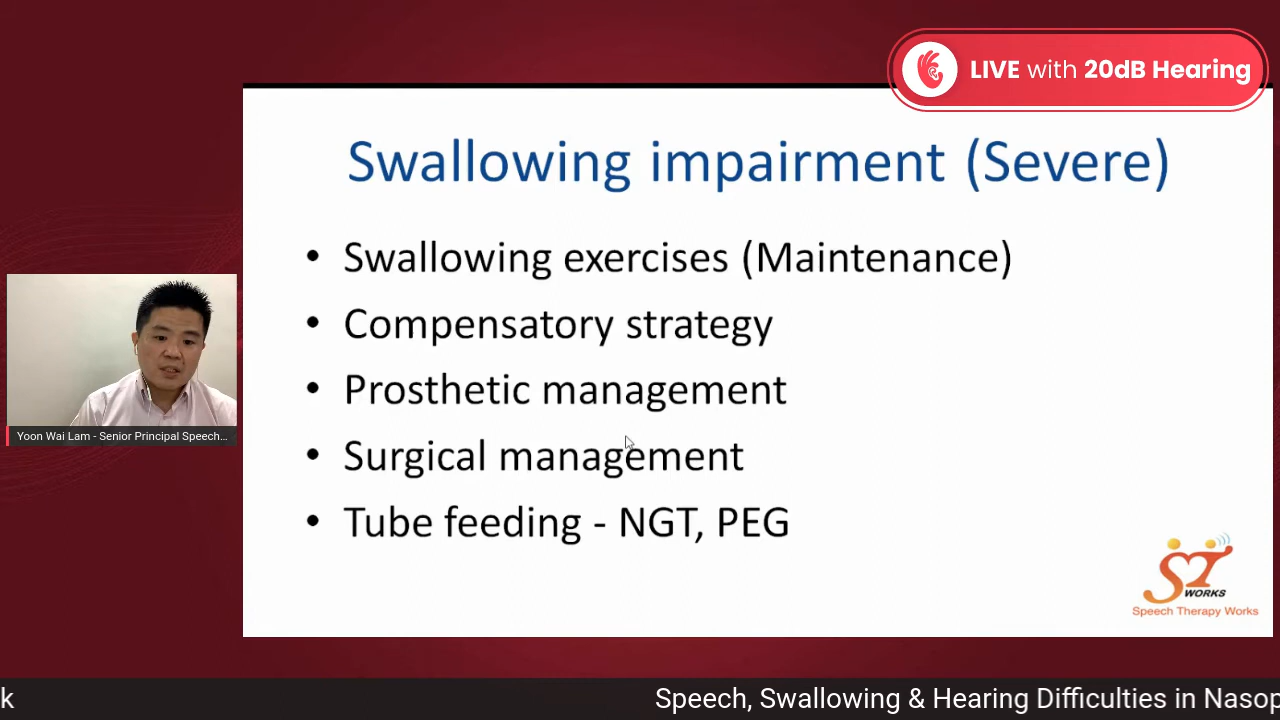 LIVE with 20dB Hearing
Swallowing impairment (Severe)
• Swallowing exercises (Maintenance)
• Compensatory strategy
• Prosthetic management
• Surgical management
• Tube feeding - NGT, PEG
Yoon Wai Lam - Senior Principal Speech...
WORKS
Speech Therapy Works
k
Speech, Swallowing & Hearing Difficulties in Nasop